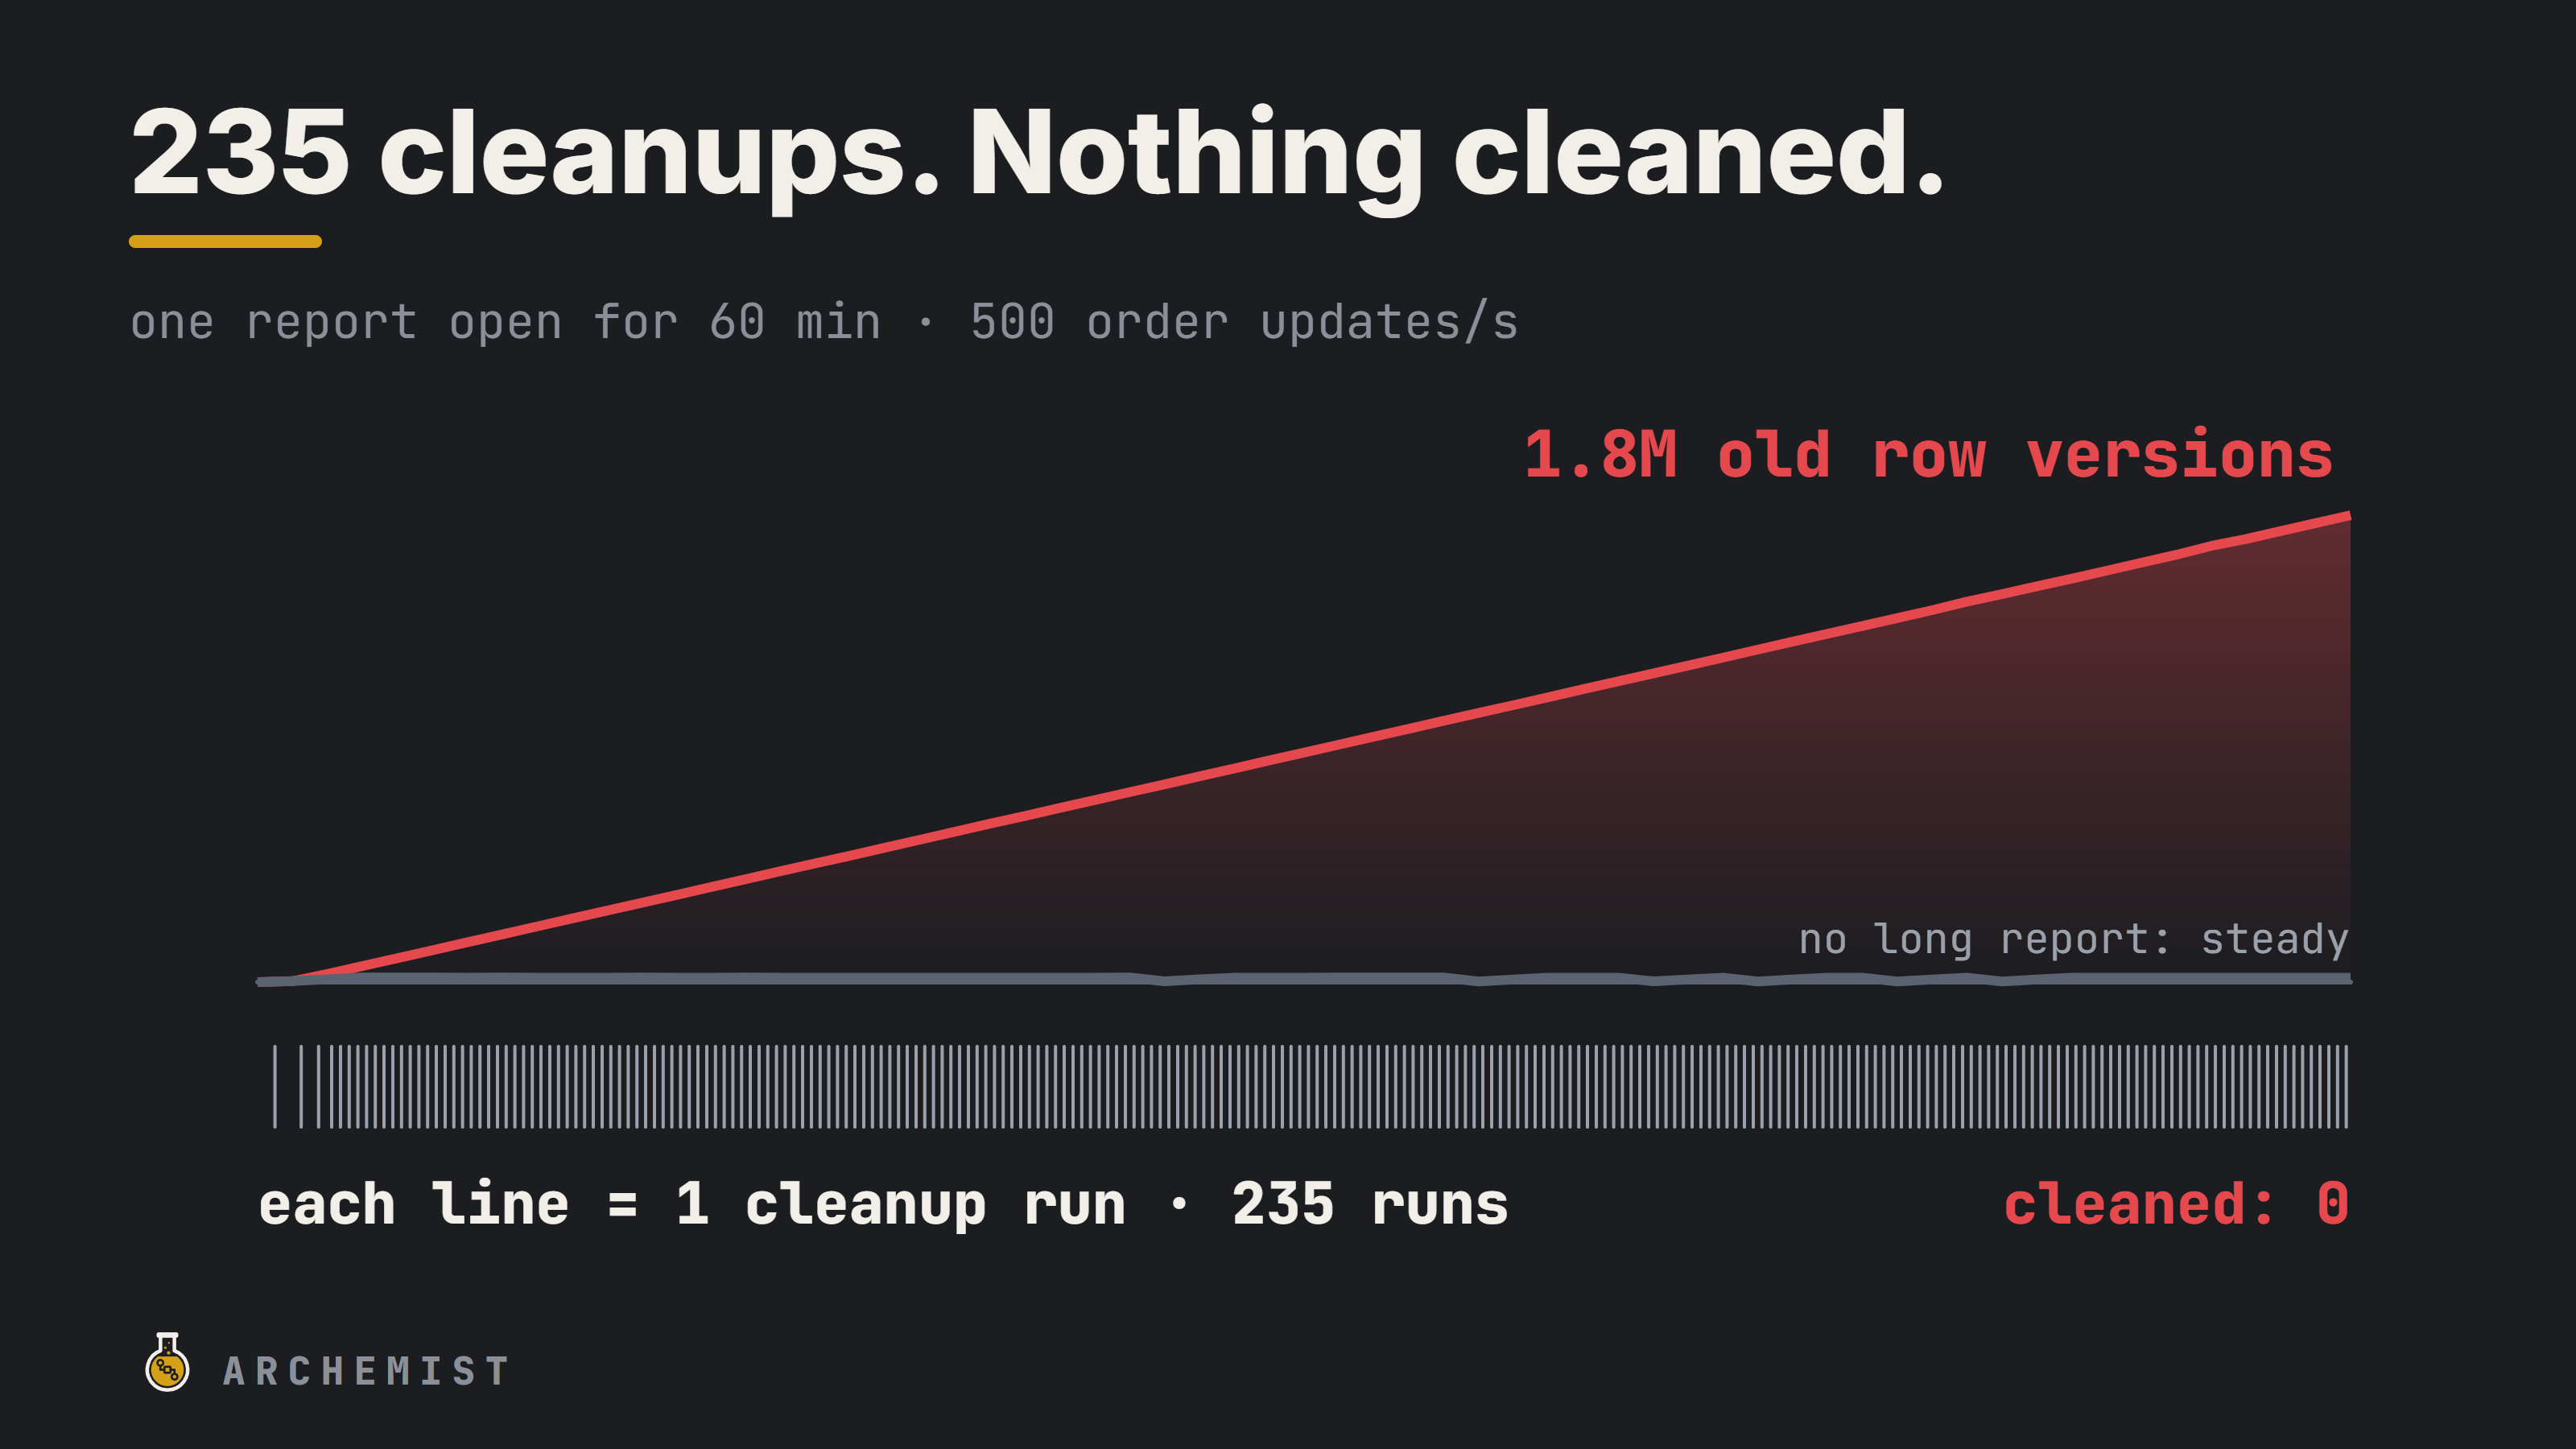 235 cleanups. Nothing cleaned.
one report open for 60 min · 500 order updates/s
1.8M old row versions
no long report: steady
each line = 1 cleanup run · 235 runs
cleaned: 0
ARCHEMIST